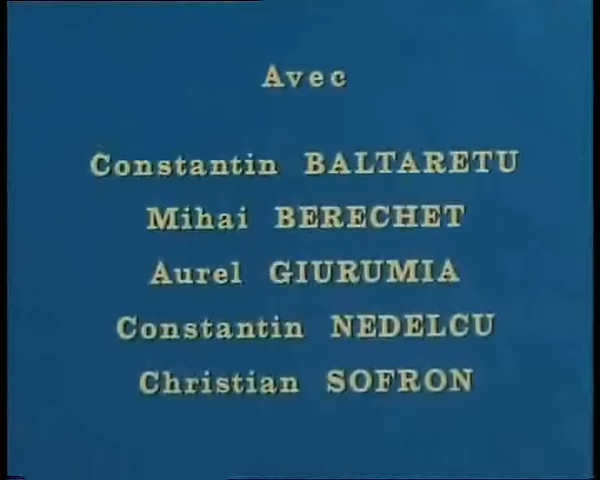 Avec
Constantin BALTARETU
Mihai BERECHET
Aurel GIURUMIA
Constantin NEDELCU
Christian SOFRON